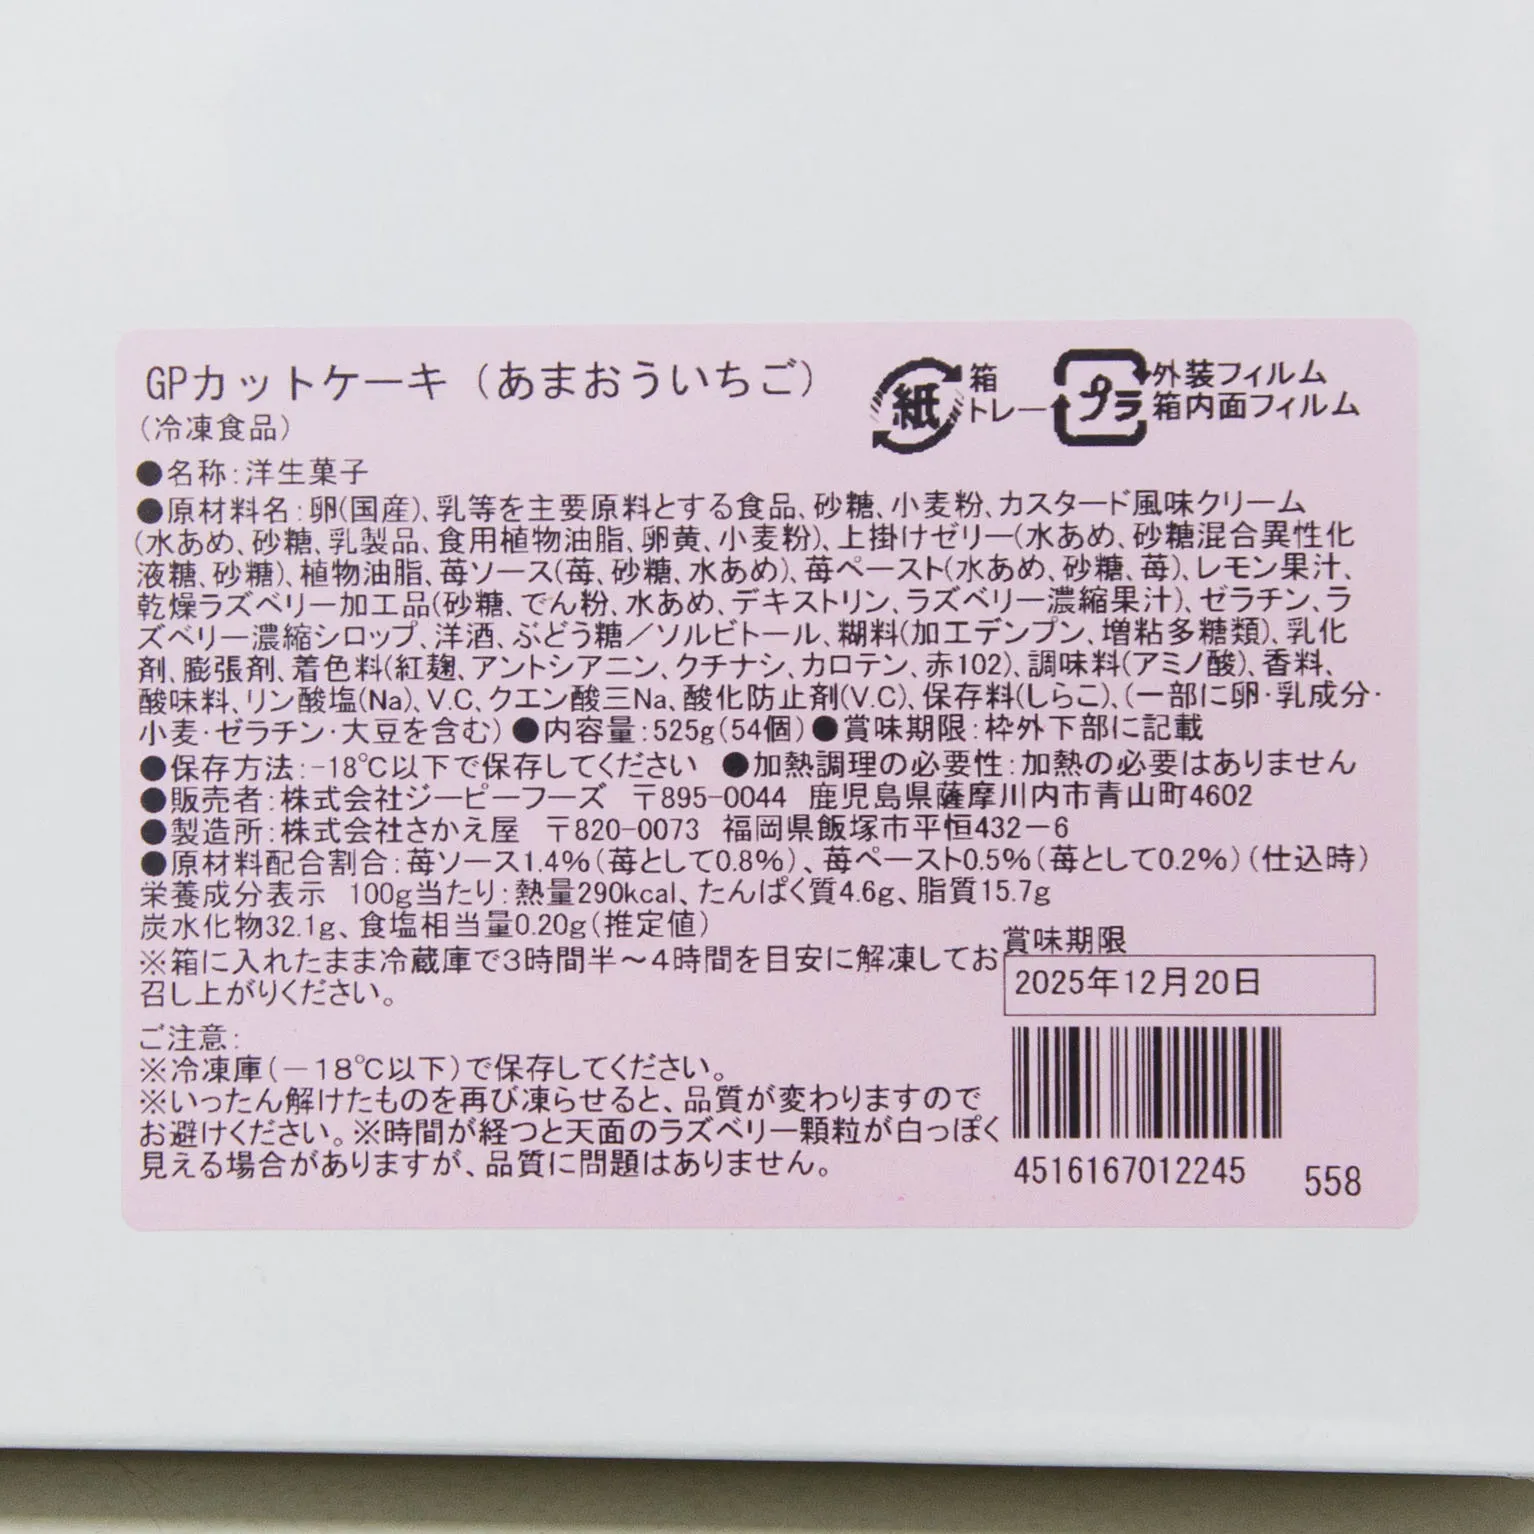 GPカットケーキ（あまおういちご）
（冷凍食品）
紙
箱
トレー
プラ
外装フィルム
箱内面フィルム
●名称：洋生菓子
●原材料名：卵(国産)、乳等を主要原料とする食品、砂糖、小麦粉、カスタード風味クリーム
(水あめ、砂糖、乳製品、食用植物油脂、卵黄、小麦粉)、上掛けゼリー(水あめ、砂糖混合異性化
液糖、砂糖)、植物油脂、苺ソース(苺、砂糖、水あめ)、苺ペースト(水あめ、砂糖、苺)、レモン果汁、
乾燥ラズベリー加工品(砂糖、でん粉、水あめ、デキストリン、ラズベリー濃縮果汁)、ゼラチン、ラ
ズベリー濃縮シロップ、洋酒、ぶどう糖／ソルビトール、糊料(加工デンプン、増粘多糖類)、乳化
剤、膨張剤、着色料(紅麹、アントシアニン、クチナシ、カロテン、赤102)、調味料(アミノ酸)、香料、
酸味料、リン酸塩(Na)、V.C、クエン酸三Na、酸化防止剤(V.C)、保存料(しらこ)、(一部に卵・乳成分・
小麦・ゼラチン・大豆を含む) ●内容量：525g(54個) ●賞味期限：枠外下部に記載
●保存方法：-18℃以下で保存してください ●加熱調理の必要性：加熱の必要はありません
●販売者：株式会社ジーピーフーズ 〒895-0044 鹿児島県薩摩川内市青山町4602
●製造所：株式会社さかえ屋 〒820-0073 福岡県飯塚市平恒432－6
●原材料配合割合：苺ソース1.4%（苺として0.8%）、苺ペースト0.5%（苺として0.2%）（仕込時）
栄養成分表示 100g当たり：熱量290kcal、たんぱく質4.6g、脂質15.7g
炭水化物32.1g、食塩相当量0.20g（推定値）
※箱に入れたまま冷蔵庫で３時間半～４時間を目安に解凍してお
召し上がりください。
賞味期限
2025年12月20日
ご注意：
※冷凍庫(－18℃以下)で保存してください。
※いったん解けたものを再び凍らせると、品質が変わりますので
お避けください。※時間が経つと天面のラズベリー顆粒が白っぽく
見える場合がありますが、品質に問題はありません。
4516167012245
558